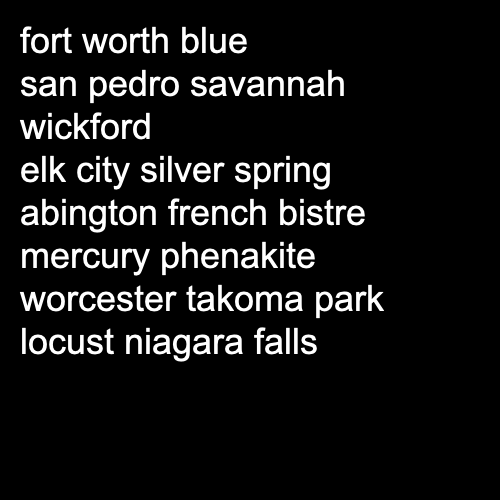 fort worth blue
san pedro savannah
wickford
elk city silver spring
abington french bistre
mercury phenakite
worcester takoma park
locust niagara falls